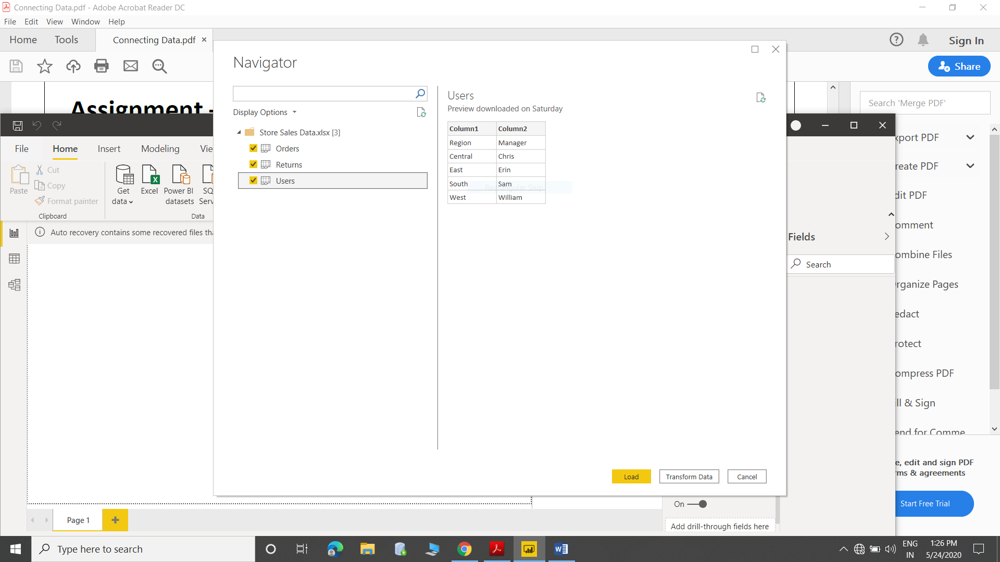 Connecting Data.pdf - Adobe Acrobat Reader DC
File Edit View Window Help
Home Tools Connecting Data.pdf
Sign In
Share
Assignment -
Search 'Merge PDF'
xport PDF
reate PDF
dit PDF
omment
ombine Files
rganize Pages
edact
rotect
ompress PDF
ill & Sign
end for Comme
e, edit and sign PDF
rms & agreements
Start Free Trial
File Home Insert Modeling Vie
Paste
Cut
Copy
Format painter
Clipboard
Get data
Excel
Power BI datasets
SQ
Serv
Data
Auto recovery contains some recovered files tha
Navigator
Display Options
Store Sales Data.xlsx [3]
Orders
Returns
Users
Users
Preview downloaded on Saturday
Column1 Column2
Region Manager
Central Chris
East Erin
South Sam
West William
Rectangular Snip
Load Transform Data Cancel
Fields
Search
On
Add drill-through fields here
Page 1
Type here to search
ENG
IN
1:26 PM
5/24/2020